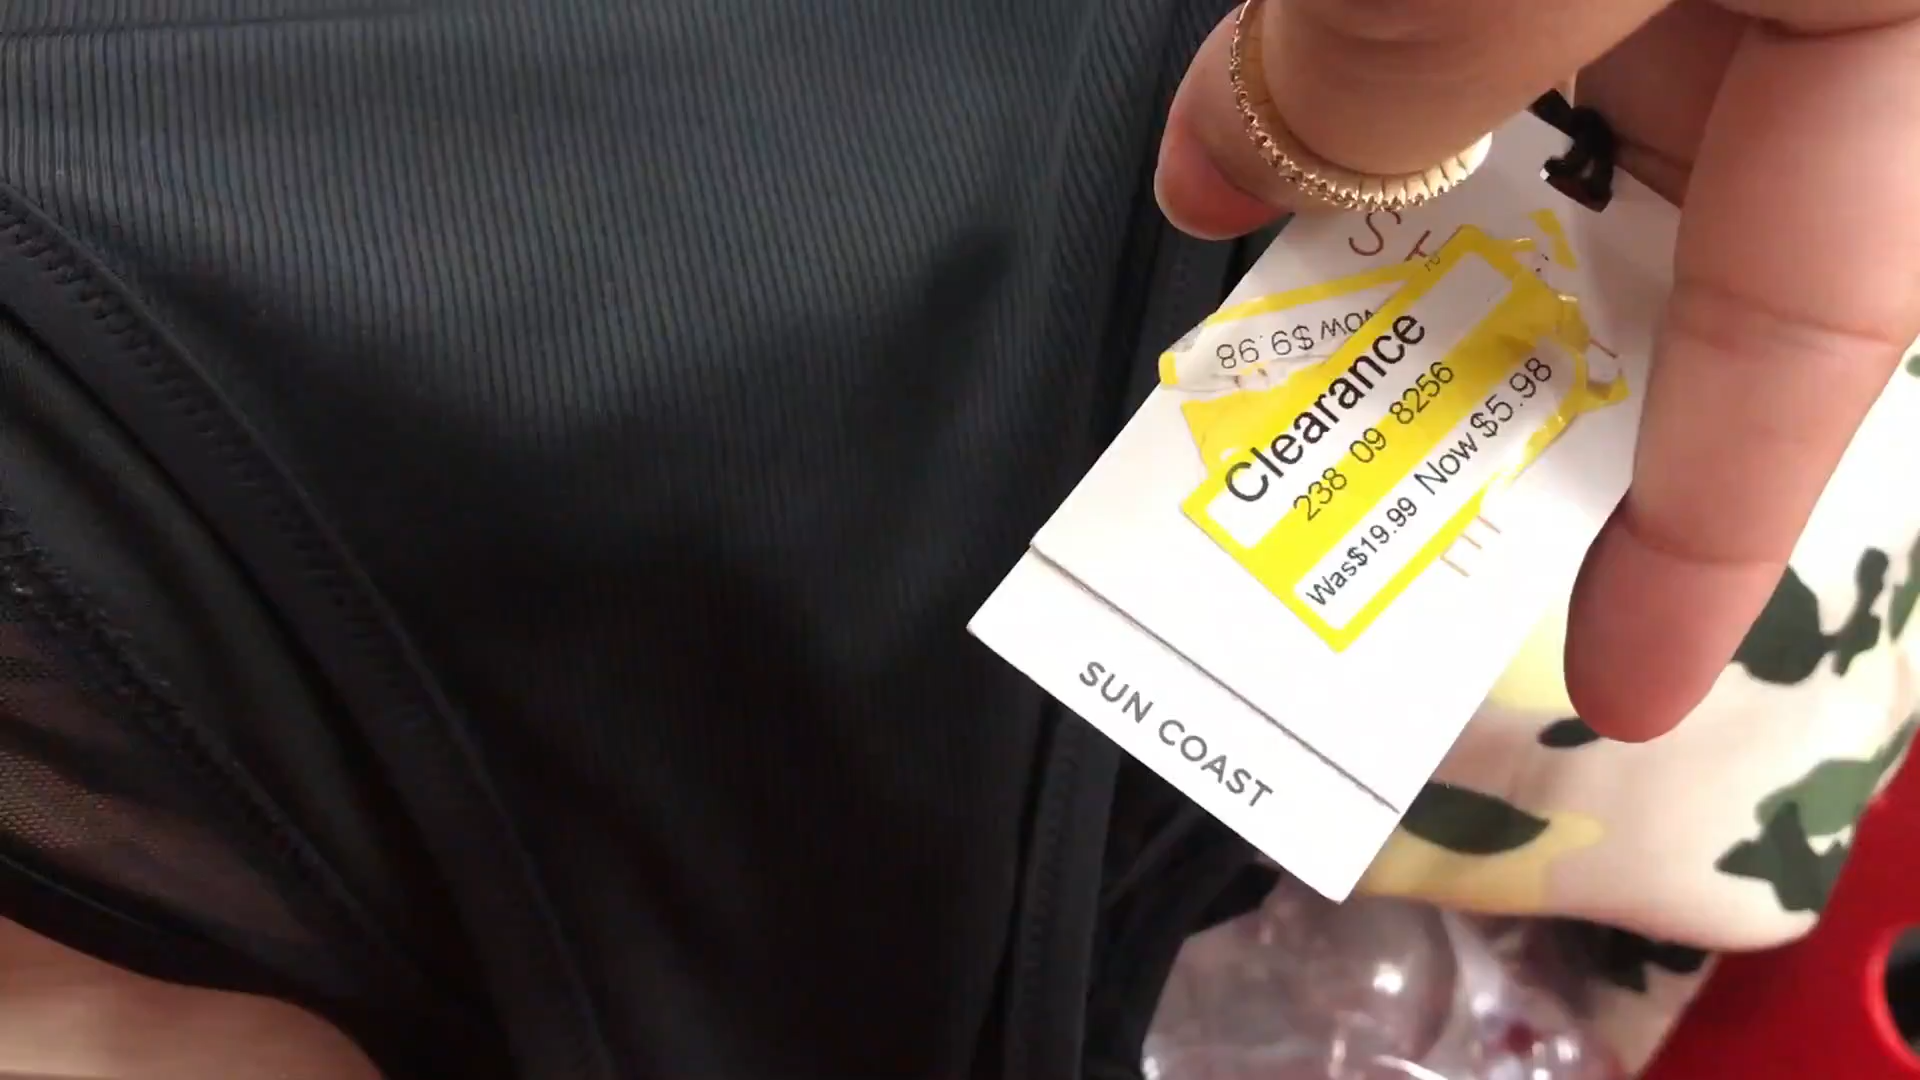 Now $9.98
Clearance
238 09 8256
Was$19.99 Now $5.98
SUN COAST